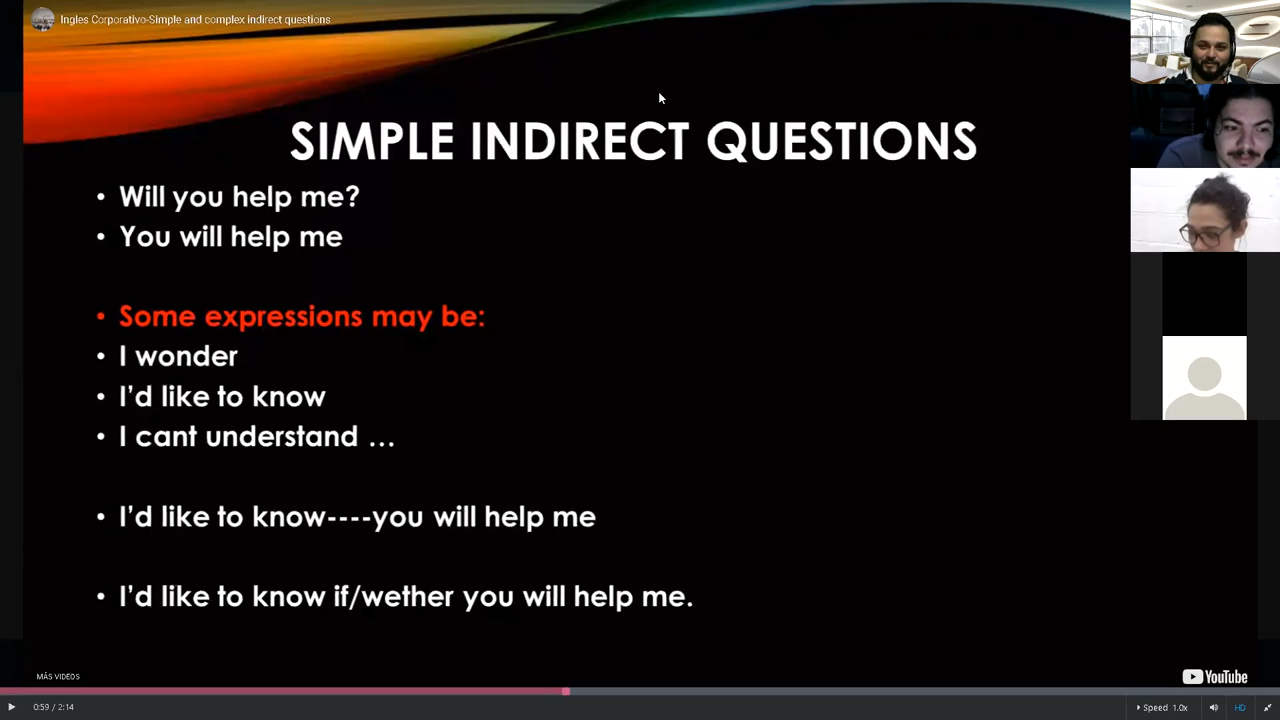 Ingles Corporativo-Simple and complex indirect questions
SIMPLE INDIRECT QUESTIONS
• Will you help me?
• You will help me
• Some expressions may be:
• I wonder
• I'd like to know
• I cant understand …
• I'd like to know----you will help me
• I'd like to know if/wether you will help me.
MÁS VIDEOS
YouTube
0:59 / 2:14
Speed 1.0x
HD